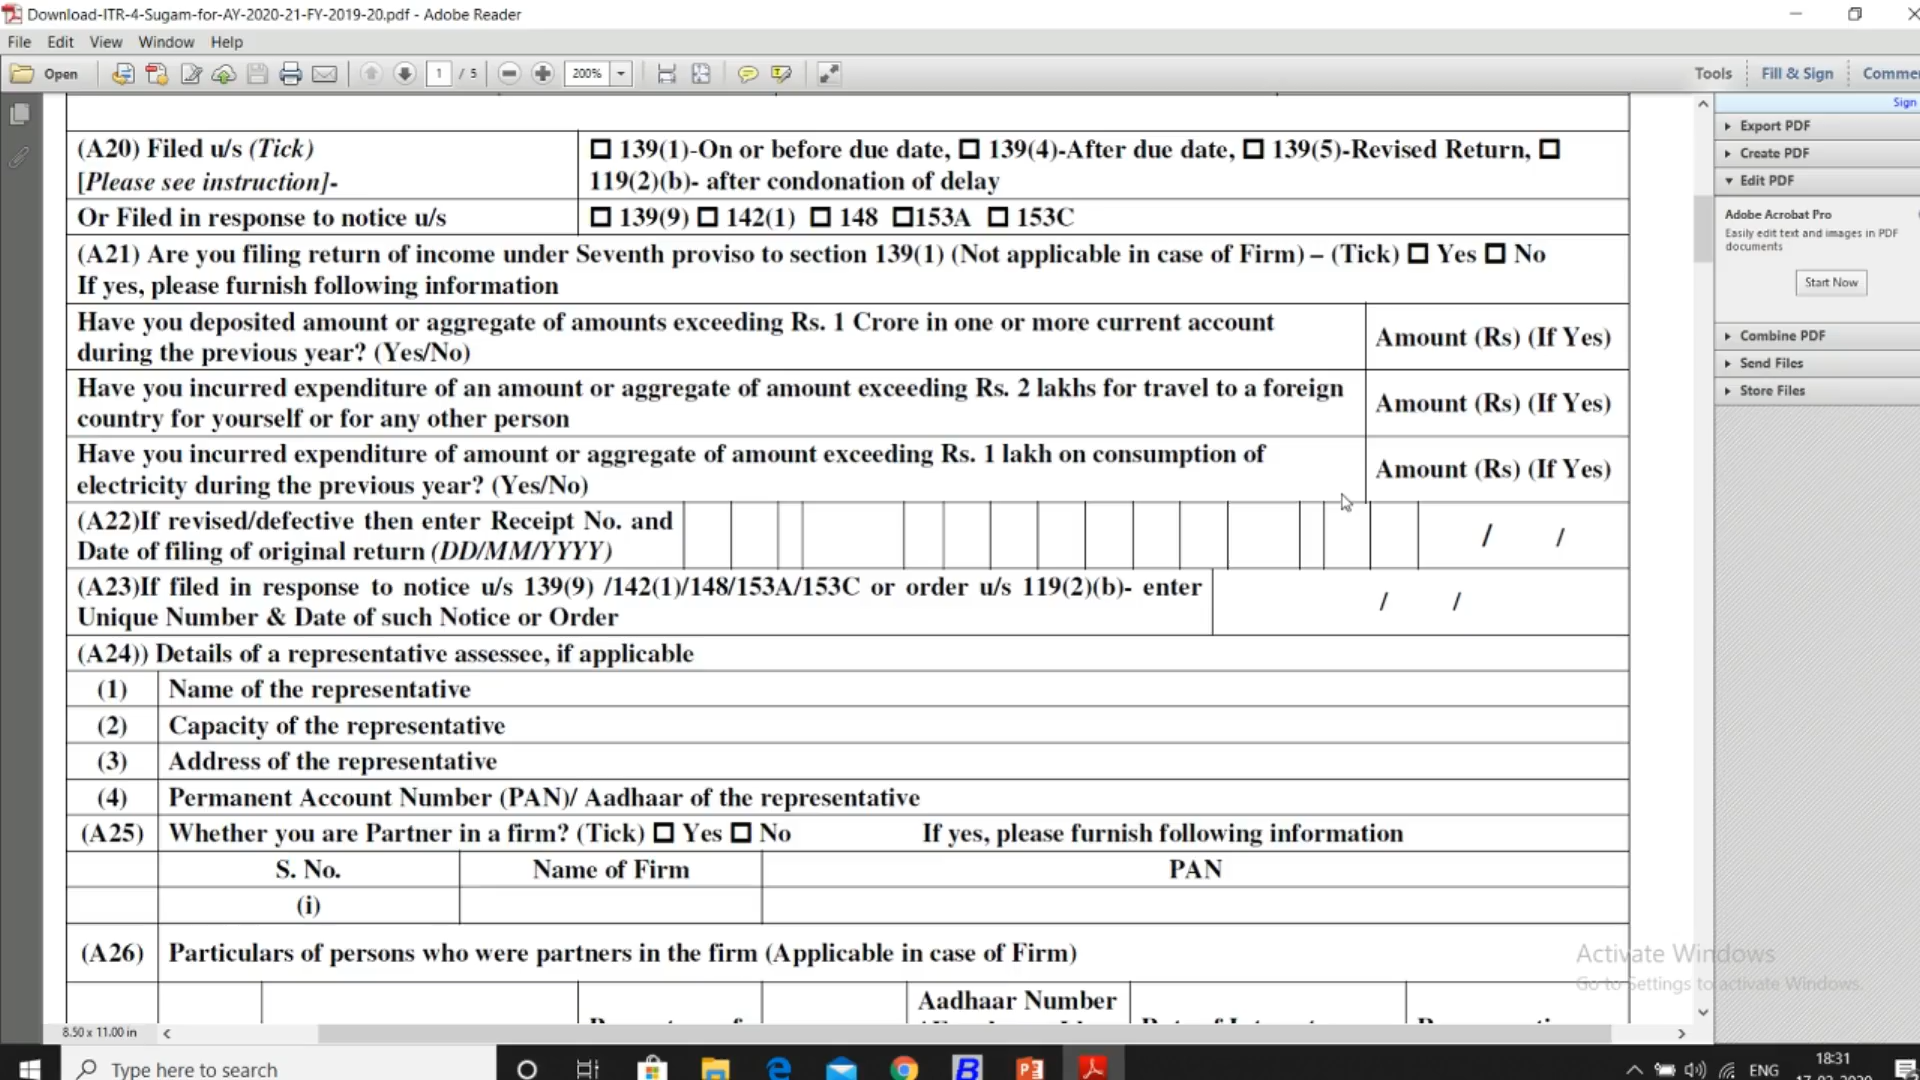 Download-ITR-4-Sugam-for-AY-2020-21-FY-2019-20.pdf - Adobe Reader
File Edit View Window Help
Open 1 / 5 200% Tools Fill & Sign
Sign
Export PDF
Create PDF
Edit PDF
Adobe Acrobat Pro
Easily edit text and images in PDF
documents
Start Now
Combine PDF
Send Files
Store Files
(A20) Filed u/s (Tick) ☐ 139(1)-On or before due date, ☐ 139(4)-After due date, ☐ 139(5)-Revised Return, ☐
[Please see instruction]- 119(2)(b)- after condonation of delay
Or Filed in response to notice u/s ☐ 139(9) ☐ 142(1) ☐ 148 ☐153A ☐ 153C
(A21) Are you filing return of income under Seventh proviso to section 139(1) (Not applicable in case of Firm) – (Tick) ☐ Yes ☐ No
If yes, please furnish following information
Have you deposited amount or aggregate of amounts exceeding Rs. 1 Crore in one or more current account
during the previous year? (Yes/No)
Amount (Rs) (If Yes)
Have you incurred expenditure of an amount or aggregate of amount exceeding Rs. 2 lakhs for travel to a foreign
country for yourself or for any other person
Amount (Rs) (If Yes)
Have you incurred expenditure of amount or aggregate of amount exceeding Rs. 1 lakh on consumption of
electricity during the previous year? (Yes/No)
Amount (Rs) (If Yes)
(A22)If revised/defective then enter Receipt No. and
Date of filing of original return (DD/MM/YYYY)
/ /
(A23)If filed in response to notice u/s 139(9) /142(1)/148/153A/153C or order u/s 119(2)(b)- enter
Unique Number & Date of such Notice or Order
/ /
(A24)) Details of a representative assessee, if applicable
(1) Name of the representative
(2) Capacity of the representative
(3) Address of the representative
(4) Permanent Account Number (PAN)/ Aadhaar of the representative
(A25) Whether you are Partner in a firm? (Tick) ☐ Yes ☐ No If yes, please furnish following information
S. No. Name of Firm PAN
(i)
(A26) Particulars of persons who were partners in the firm (Applicable in case of Firm)
Aadhaar Number
Activate Windows
Go to Settings to activate Windows.
8.50 x 11.00 in
Type here to search
ENG
18:31